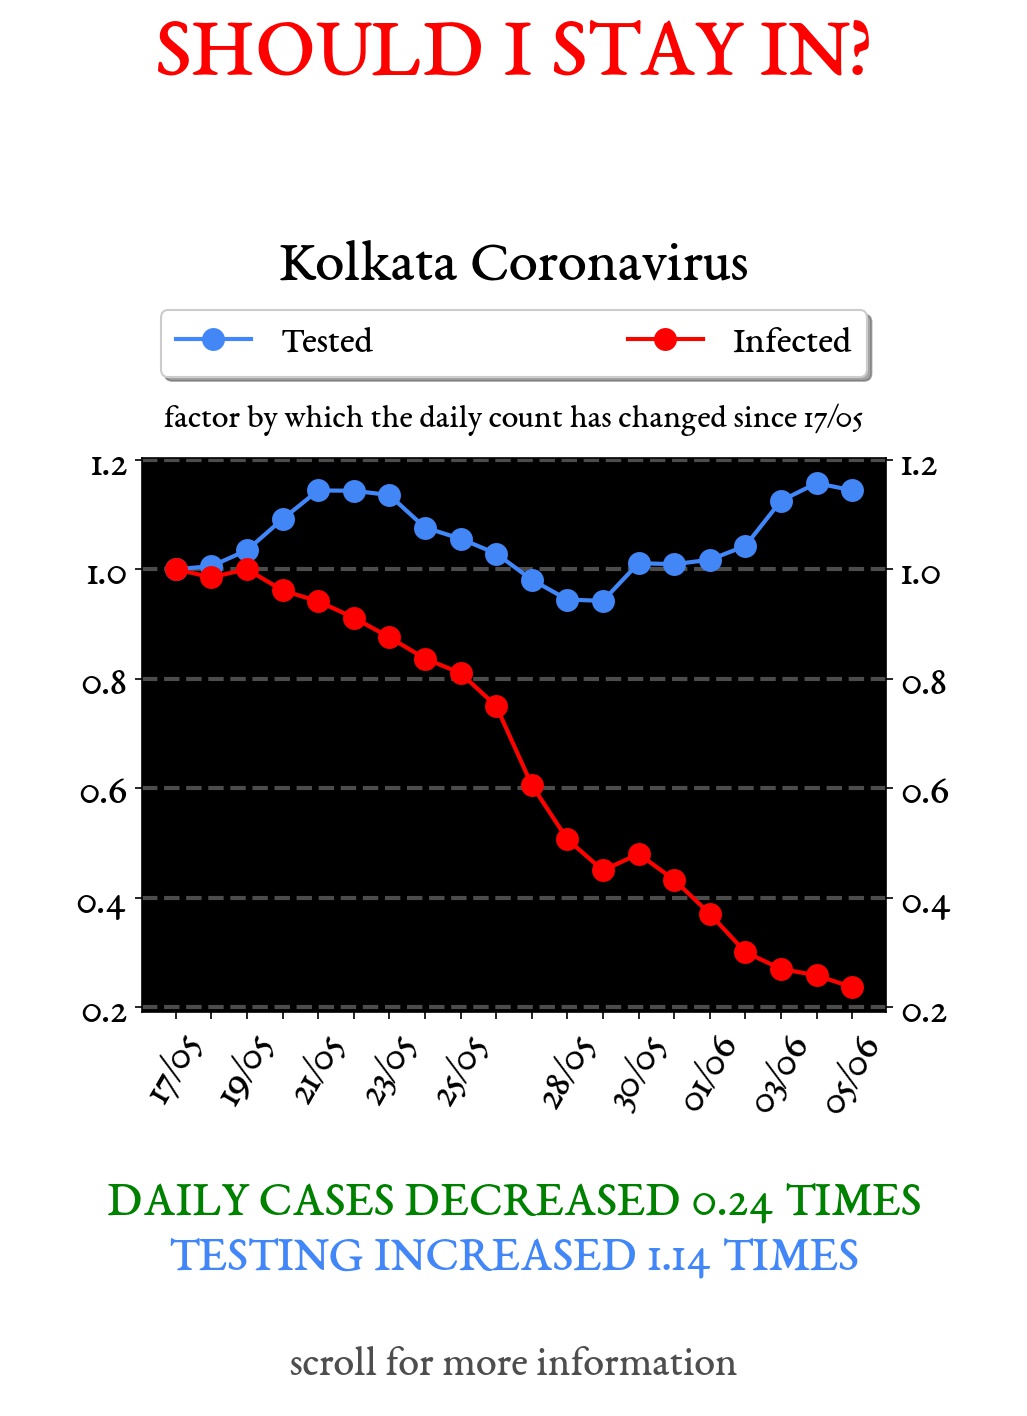 SHOULD I STAY IN?
Kolkata Coronavirus
Tested Infected
factor by which the daily count has changed since 17/05
1.2 1.2
1.0 1.0
0.8 0.8
0.6 0.6
0.4 0.4
0.2 0.2
17/05 19/05 21/05 23/05 25/05 28/05 30/05 01/06 03/06 05/06
DAILY CASES DECREASED 0.24 TIMES
TESTING INCREASED 1.14 TIMES
scroll for more information